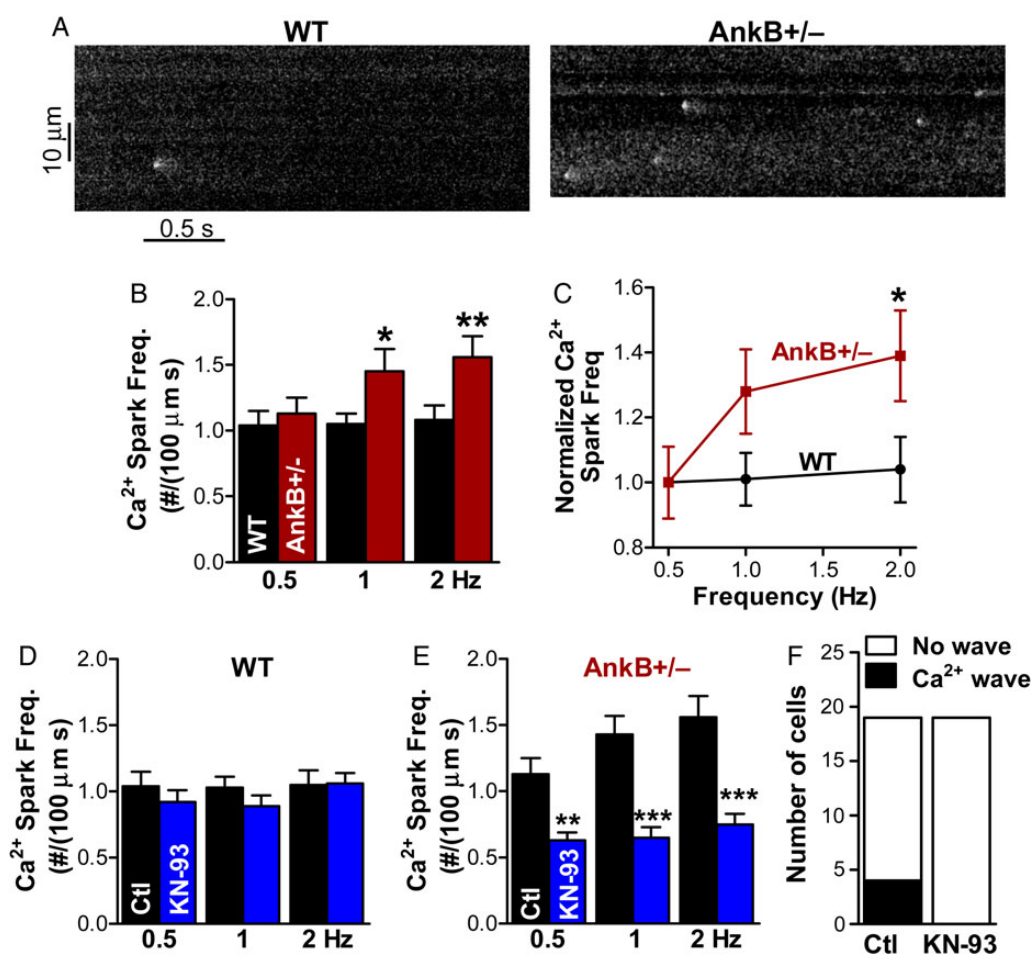 A
WT
AnkB+/–
10 μm
0.5 s
B
Ca2+ Spark Freq.
(#/(100 μm s)
2.0
1.5
1.0
0.5
0.0
*
**
WT
AnkB+/-
0.5 1 2 Hz
C
Normalized Ca2+
Spark Freq
1.6
1.4
1.2
1.0
0.8
*
AnkB+/–
WT
0.5 1.0 1.5 2.0
Frequency (Hz)
D
WT
Ca2+ Spark Freq.
(#/(100 μm s)
2.0
1.5
1.0
0.5
0.0
Ctl
KN-93
0.5 1 2 Hz
E
AnkB+/–
Ca2+ Spark Freq.
(#/(100 μm s)
2.0
1.5
1.0
0.5
0.0
**
***
***
Ctl
KN-93
0.5 1 2 Hz
F
No wave
Ca2+ wave
Number of cells
25
20
15
10
5
0
Ctl KN-93